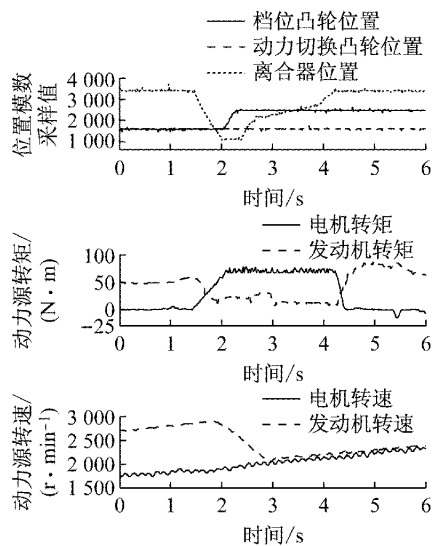 档位凸轮位置
动力切换凸轮位置
离合器位置
位置模数
采样值
4 000
3 000
2 000
1 000
0 1 2 3 4 5 6
时间/s
电机转矩
发动机转矩
动力源转矩/
(N·m)
100
50
0
-25
0 1 2 3 4 5 6
时间/s
电机转速
发动机转速
动力源转速/
(r·min⁻¹)
3 000
2 500
2 000
1 500
0 1 2 3 4 5 6
时间/s